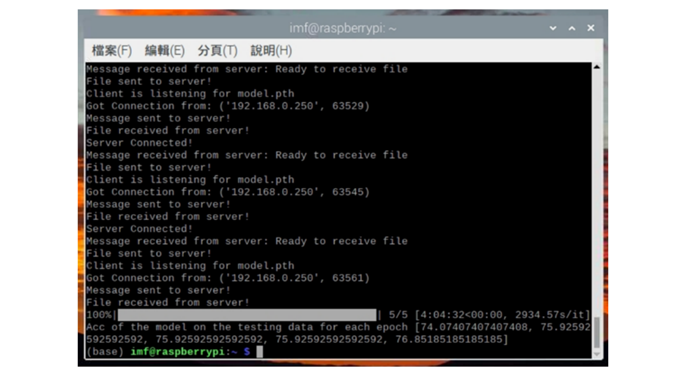 imf@raspberrypi: ~
檔案(F) 編輯(E) 分頁(T) 說明(H)
Message received from server: Ready to receive file
File sent to server!
Client is listening for model.pth
Got Connection from: ('192.168.0.250', 63529)
Message sent to server!
File received from server!
Server Connected!
Message received from server: Ready to receive file
File sent to server!
Client is listening for model.pth
Got Connection from: ('192.168.0.250', 63545)
Message sent to server!
File received from server!
Server Connected!
Message received from server: Ready to receive file
File sent to server!
Client is listening for model.pth
Got Connection from: ('192.168.0.250', 63561)
Message sent to server!
File received from server!
100%| | 5/5 [4:04:32<00:00, 2934.57s/it]
Acc of the model on the testing data for each epoch [74.07407407407408, 75.92592
592592592, 75.92592592592592, 75.92592592592592, 76.85185185185185]
(base) imf@raspberrypi:~ $